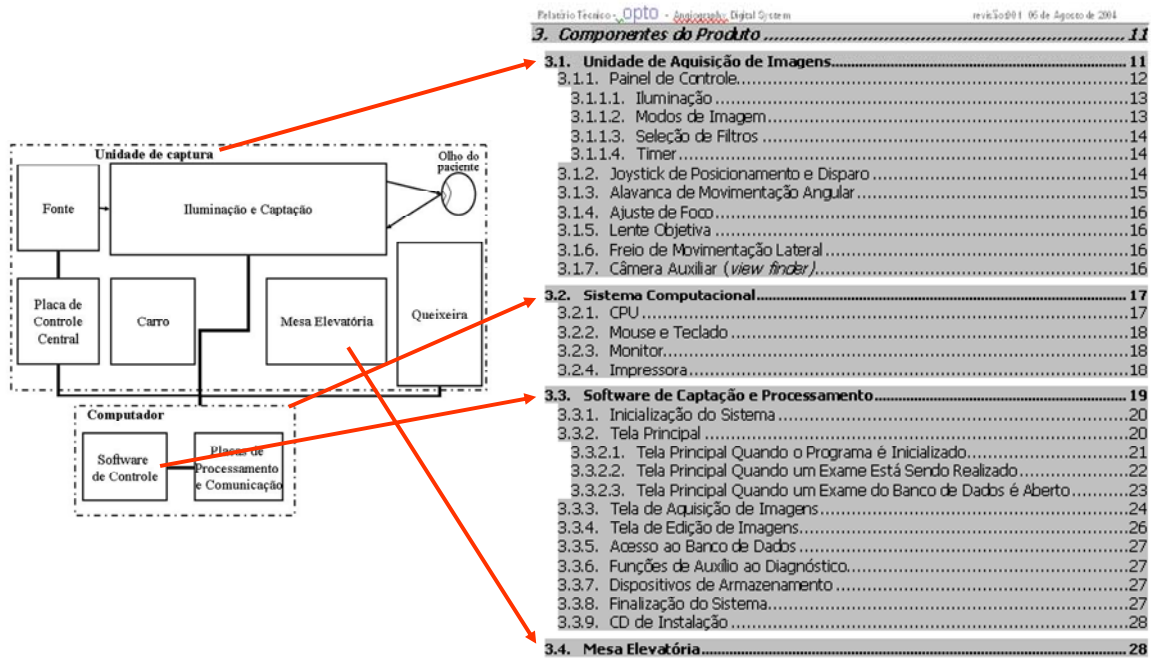 Unidade de captura
Olho do
paciente
Fonte
Iluminação e Captação
Placa de
Controle
Central
Carro
Mesa Elevatória
Queixeira
Computador
Software
de Controle
Placas de
Processamento
e Comunicação
Relatório Técnico - opto - Angiography Digital System revisão:001 06 de Agosto de 2004
3. Componentes do Produto ........ 11
3.1. Unidade de Aquisição de Imagens........ 11
3.1.1. Painel de Controle........ 12
3.1.1.1. Iluminação ........ 13
3.1.1.2. Modos de Imagem ........ 13
3.1.1.3. Seleção de Filtros ........ 14
3.1.1.4. Timer ........ 14
3.1.2. Joystick de Posicionamento e Disparo ........ 14
3.1.3. Alavanca de Movimentação Angular ........ 15
3.1.4. Ajuste de Foco ........ 16
3.1.5. Lente Objetiva ........ 16
3.1.6. Freio de Movimentação Lateral ........ 16
3.1.7. Câmera Auxiliar (view finder) ........ 16
3.2. Sistema Computacional ........ 17
3.2.1. CPU ........ 17
3.2.2. Mouse e Teclado ........ 18
3.2.3. Monitor ........ 18
3.2.4. Impressora ........ 18
3.3. Software de Captação e Processamento ........ 19
3.3.1. Inicialização do Sistema ........ 20
3.3.2. Tela Principal ........ 20
3.3.2.1. Tela Principal Quando o Programa é Inicializado ........ 21
3.3.2.2. Tela Principal Quando um Exame Está Sendo Realizado ........ 22
3.3.2.3. Tela Principal Quando um Exame do Banco de Dados é Aberto ........ 23
3.3.3. Tela de Aquisição de Imagens ........ 24
3.3.4. Tela de Edição de Imagens ........ 26
3.3.5. Acesso ao Banco de Dados ........ 27
3.3.6. Funções de Auxílio ao Diagnóstico ........ 27
3.3.7. Dispositivos de Armazenamento ........ 27
3.3.8. Finalização do Sistema ........ 27
3.3.9. CD de Instalação ........ 28
3.4. Mesa Elevatória ........ 28